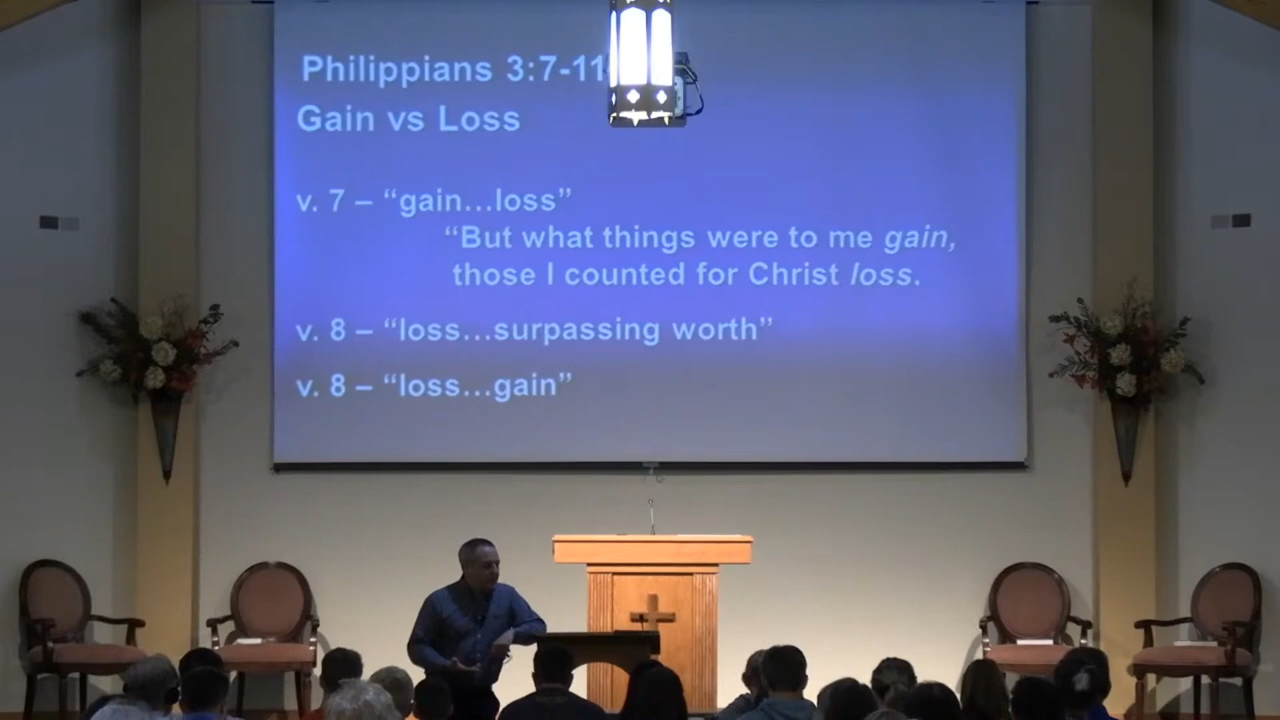 Philippians 3:7-11
Gain vs Loss
v. 7 – “gain...loss”
“But what things were to me gain,
those I counted for Christ loss.
v. 8 – “loss...surpassing worth”
v. 8 – “loss...gain”